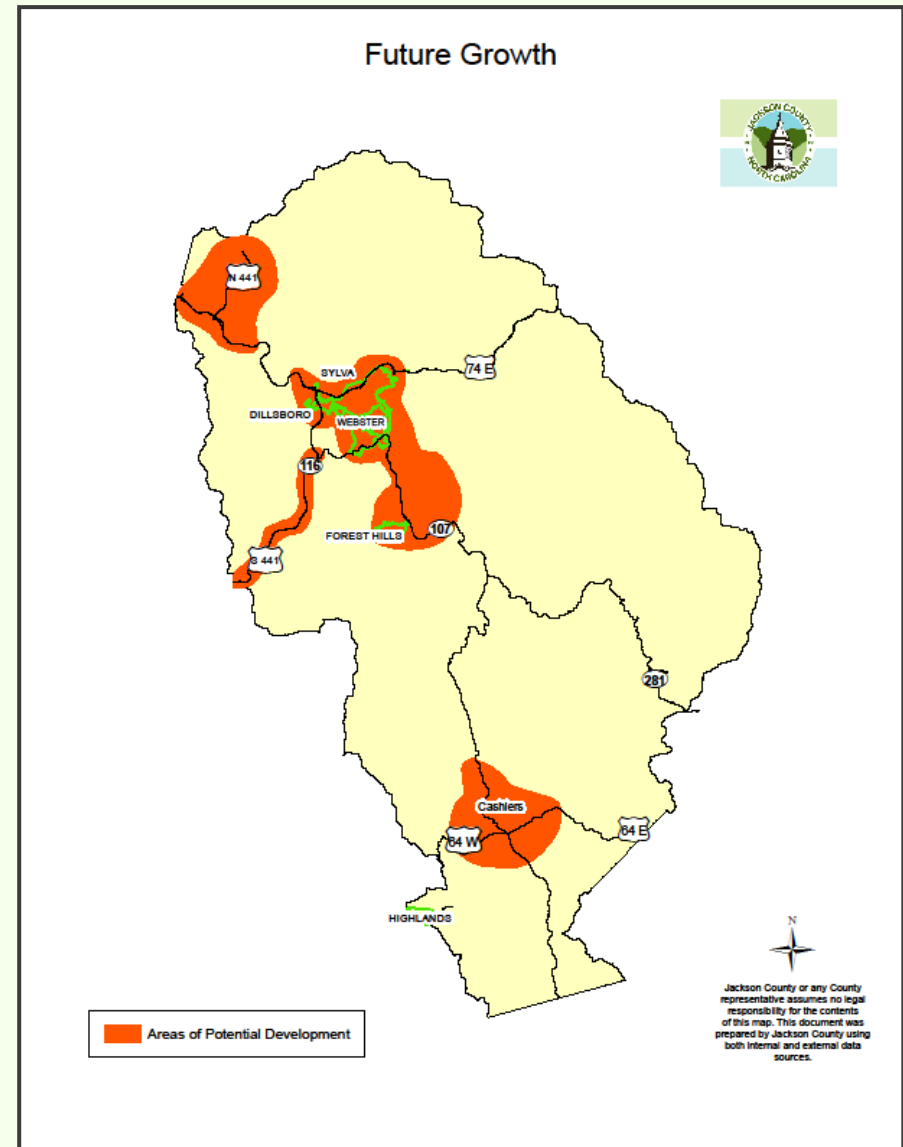 Future Growth
JACKSON COUNTY
NORTH CAROLINA
N 441
74 E
SYLVA
DILLSBORO
WEBSTER
116
107
FOREST HILLS
S 441
281
Cashiers
64 W
64 E
HIGHLANDS
N
Jackson County or any County
representative assumes no legal
responsibility for the contents
of this map. This document was
prepared by Jackson County using
both internal and external data
sources.
Areas of Potential Development